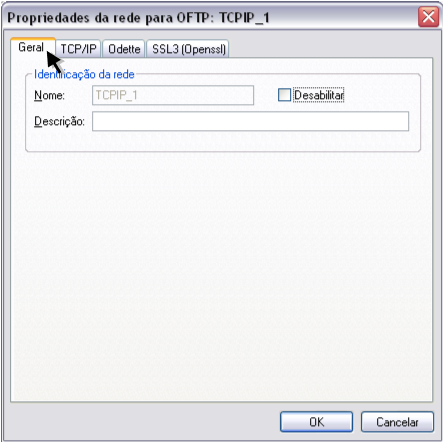 Propriedades da rede para OFTP: TCPIP_1
Geral TCP/IP Odette SSL3 (Openssl)
Identificação da rede
Nome: TCPIP_1 Desabilitar
Descrição:
OK Cancelar